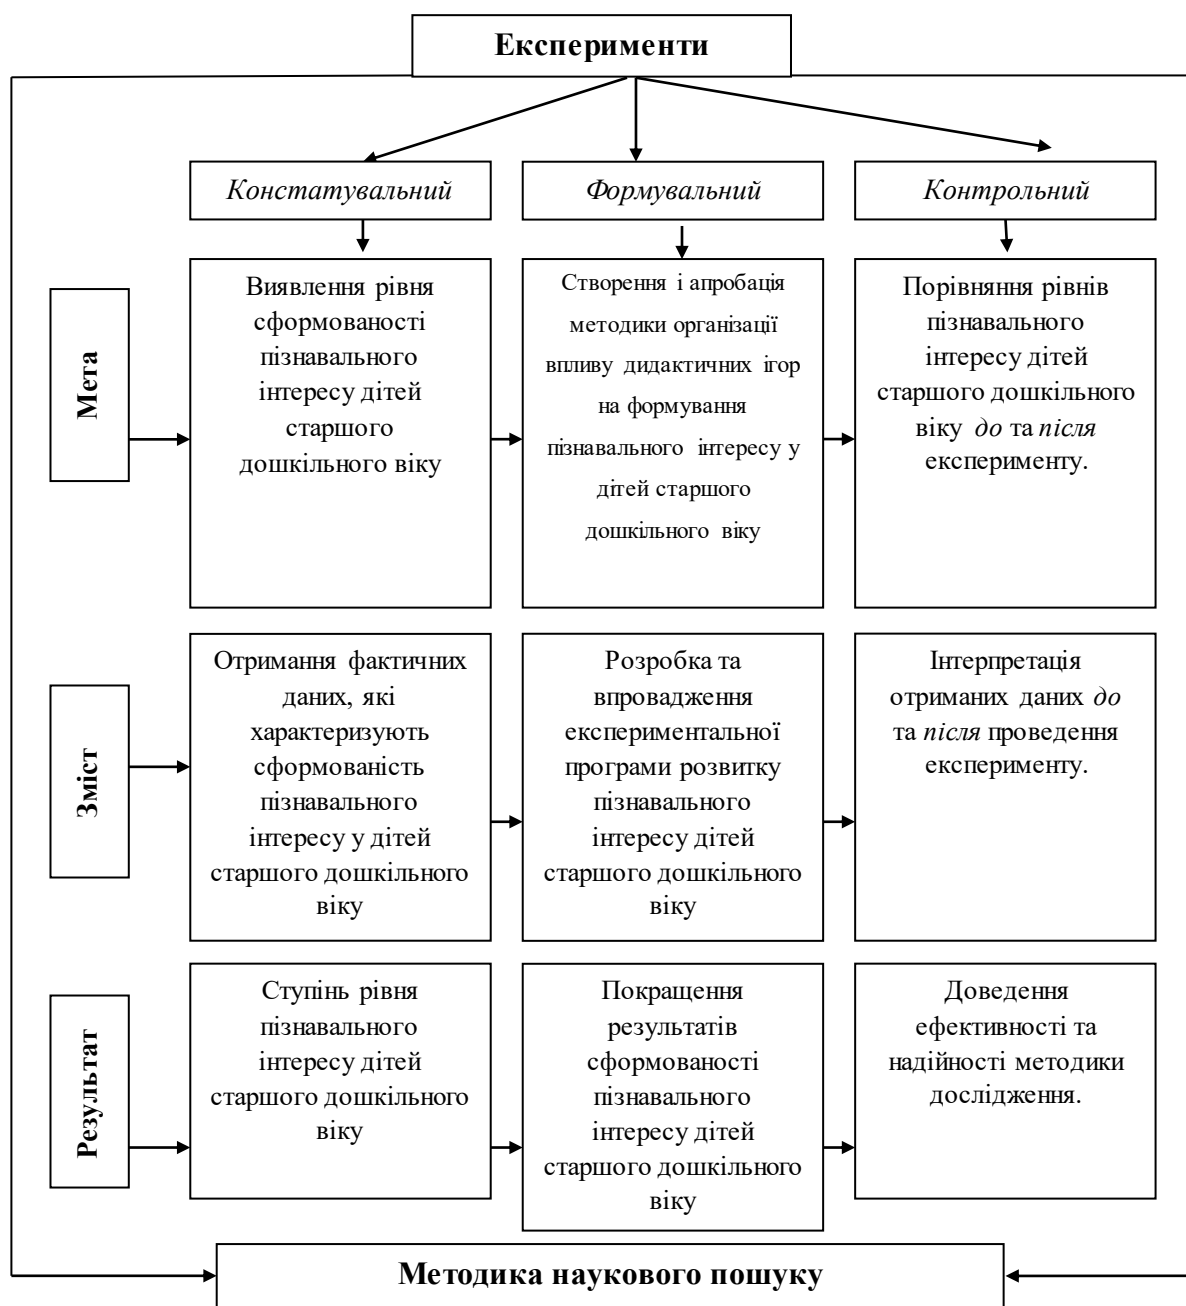 Експерименти
Констатувальний
Формувальний
Контрольний
Мета
Виявлення рівня
сформованості
пізнавального
інтересу дітей
старшого
дошкільного віку
Створення і апробація
методики організації
впливу дидактичних ігор
на формування
пізнавального інтересу у
дітей старшого
дошкільного віку
Порівняння рівнів
пізнавального
інтересу дітей
старшого дошкільного
віку до та після
експерименту.
Зміст
Отримання фактичних
даних, які
характеризують
сформованість
пізнавального
інтересу у дітей
старшого дошкільного
віку
Розробка та
впровадження
експериментальної
програми розвитку
пізнавального
інтересу дітей
старшого дошкільного
віку
Інтерпретація
отриманих даних до
та після проведення
експерименту.
Результат
Ступінь рівня
пізнавального
інтересу дітей
старшого дошкільного
віку
Покращення
результатів
сформованості
пізнавального
інтересу дітей
старшого дошкільного
віку
Доведення
ефективності та
надійності методики
дослідження.
Методика наукового пошуку